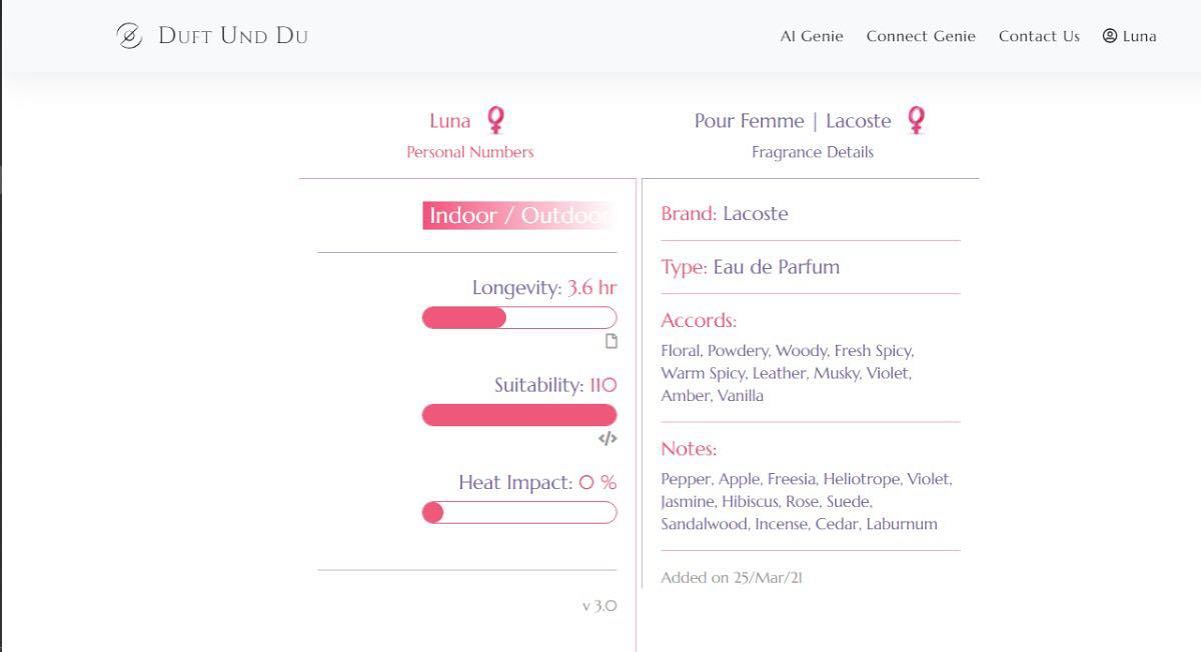 Duft Und Du
AI Genie Connect Genie Contact Us Luna
Luna
Personal Numbers
Pour Femme | Lacoste
Fragrance Details
Indoor / Outdoor
Longevity: 3.6 hr
Suitability: 110
Heat Impact: 0 %
v 3.0
Brand: Lacoste
Type: Eau de Parfum
Accords:
Floral, Powdery, Woody, Fresh Spicy,
Warm Spicy, Leather, Musky, Violet,
Amber, Vanilla
Notes:
Pepper, Apple, Freesia, Heliotrope, Violet,
Jasmine, Hibiscus, Rose, Suede,
Sandalwood, Incense, Cedar, Laburnum
Added on 25/Mar/21